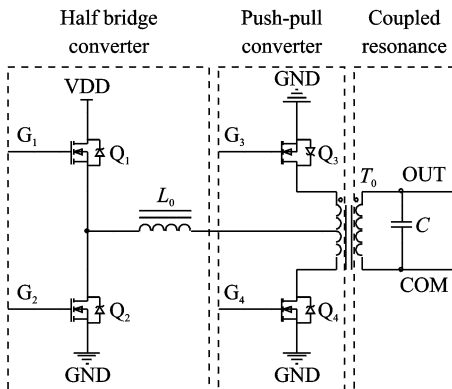 Half bridge
converter
Push-pull
converter
Coupled
resonance
VDD
GND
G₁
Q₁
G₃
Q₃
L₀
T₀
OUT
C
COM
G₂
Q₂
G₄
Q₄
GND
GND